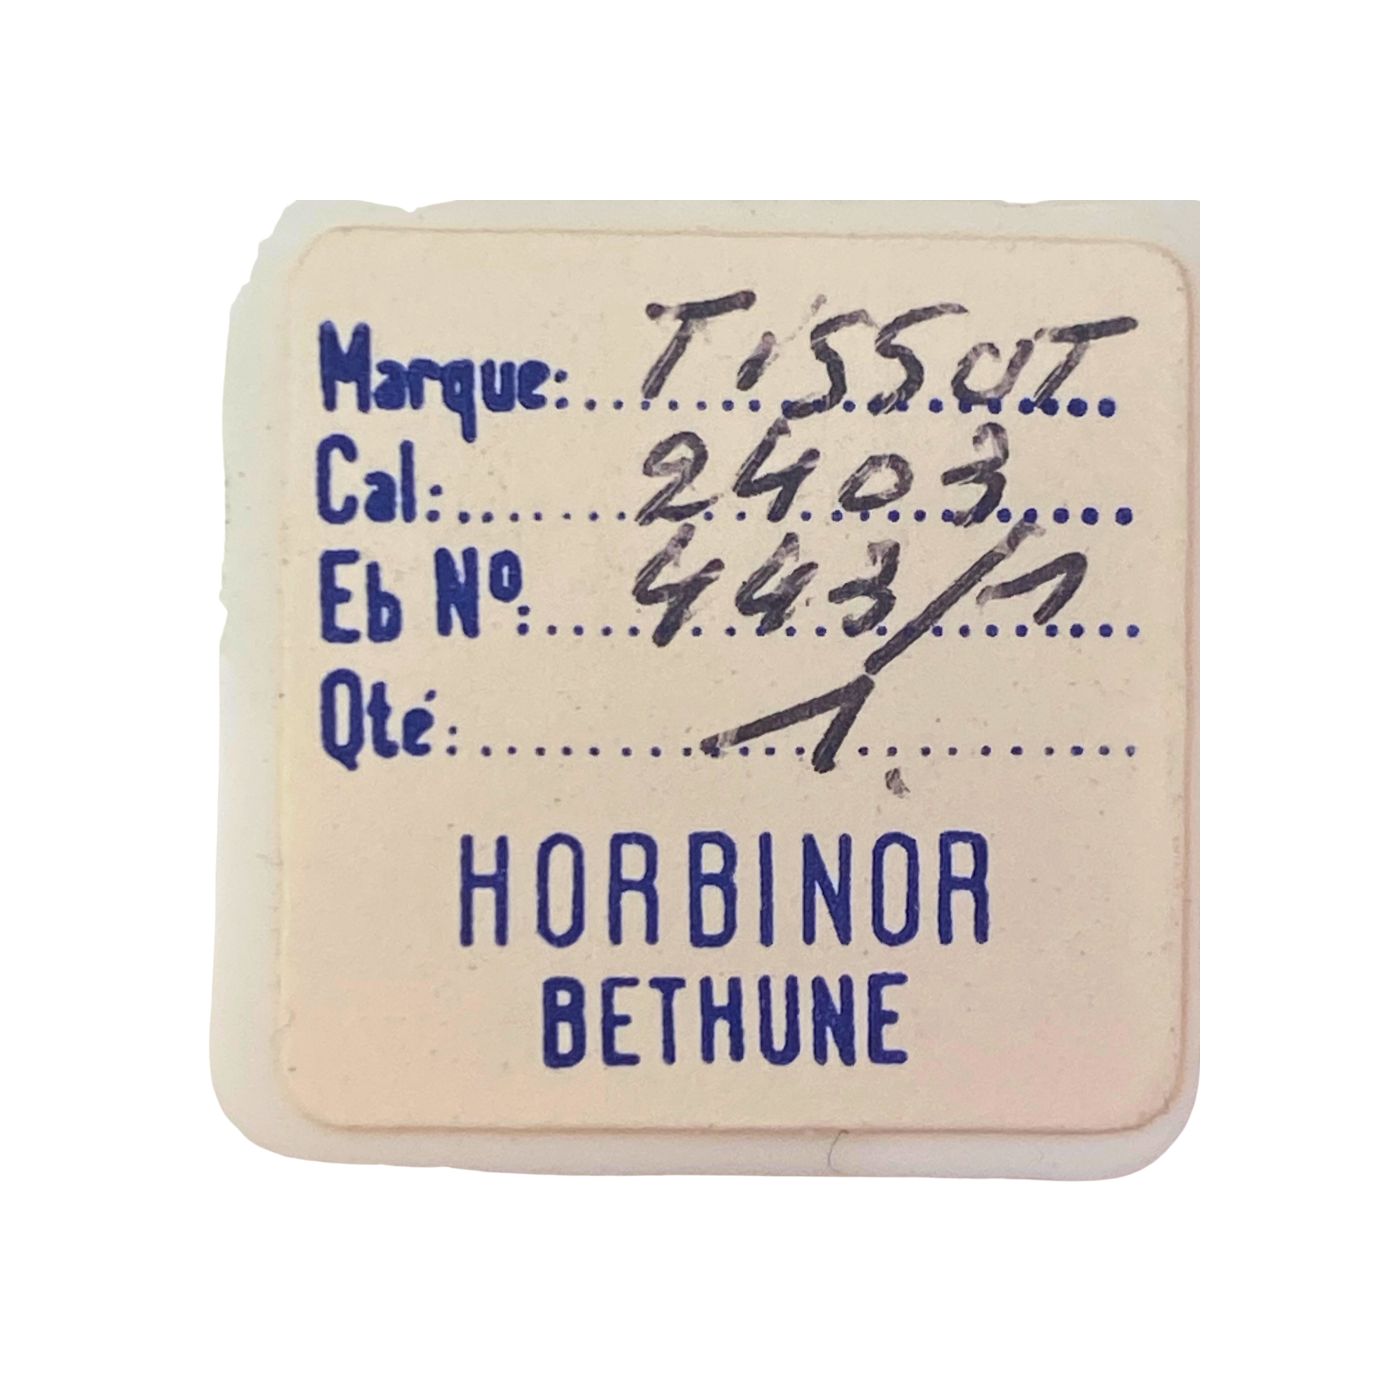 Marque: TISSOT
Cal: 2403
Eb Nº: 443/1
Qté: 1
HORBINOR
BETHUNE